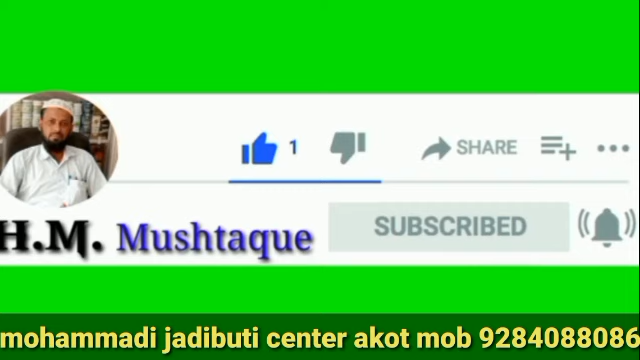 1
SHARE
H.M. Mushtaque
SUBSCRIBED
mohammadi jadibuti center akot mob 9284088086